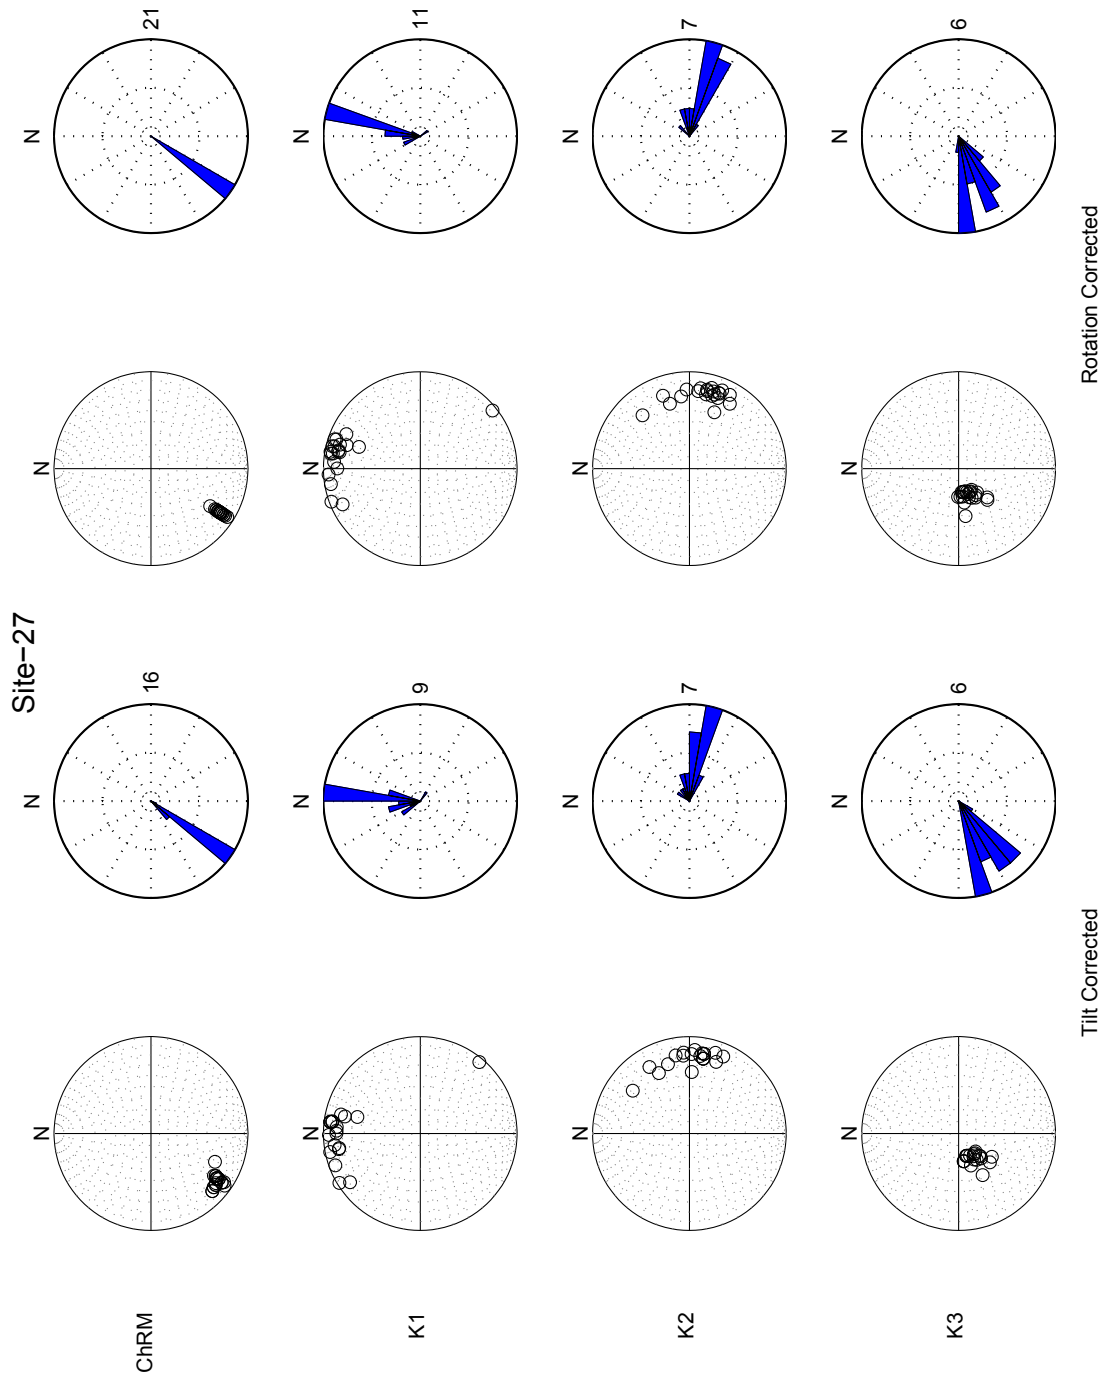 Site−27
N N N N
ChRM 16 21
N N N N
K1 9 11
N N N N
K2 7 7
N N N N
K3 6 6
Tilt Corrected Rotation Corrected